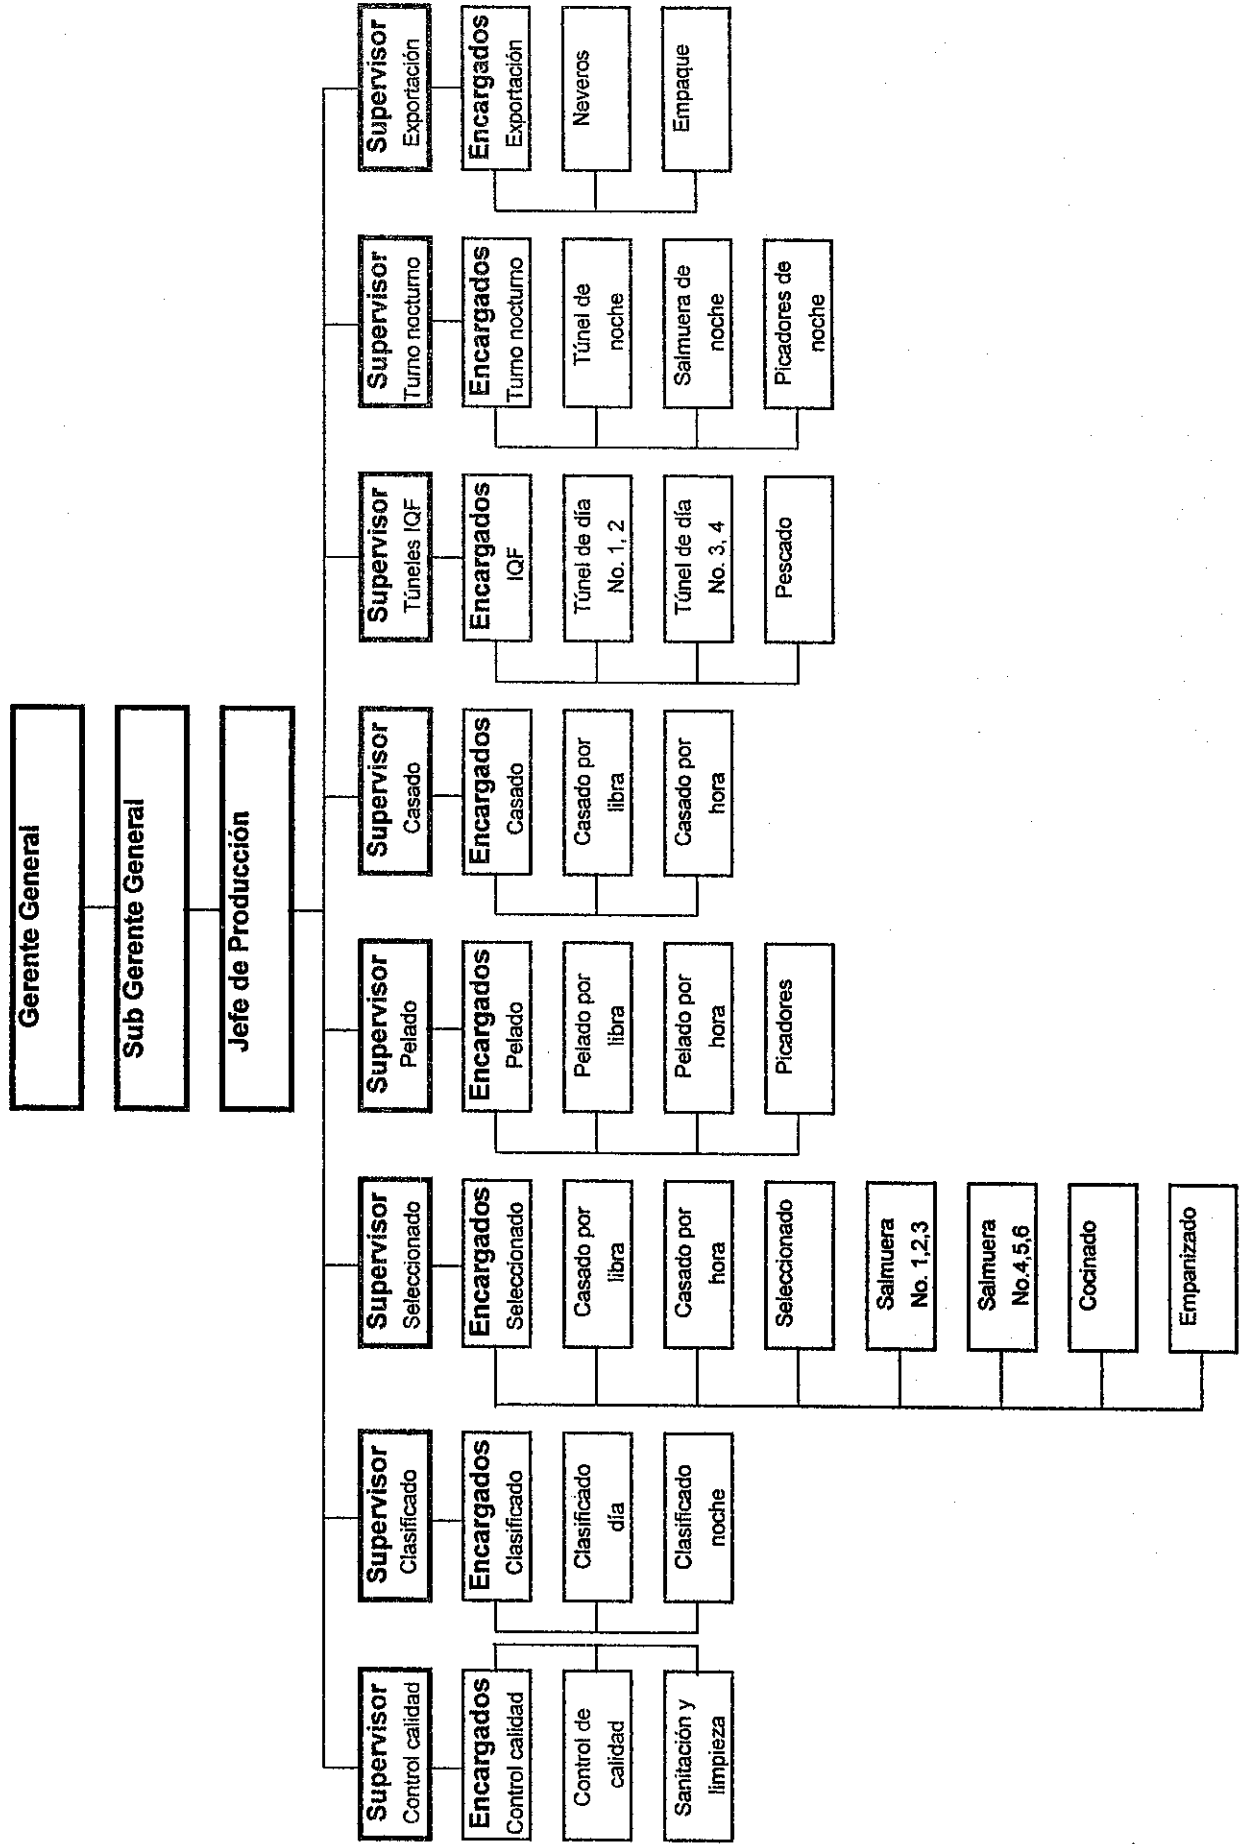 Gerente General
Sub Gerente General
Jefe de Producción
Supervisor
Control calidad
Encargados
Control calidad
Control de
calidad
Sanitación y
limpieza
Supervisor
Clasificado
Encargados
Clasificado
Clasificado
día
Clasificado
noche
Supervisor
Seleccionado
Encargados
Seleccionado
Casado por
libra
Casado por
hora
Seleccionado
Salmuera
No. 1,2,3
Salmuera
No.4,5,6
Cocinado
Empanizado
Supervisor
Pelado
Encargados
Pelado
Pelado por
libra
Pelado por
hora
Picadores
Supervisor
Casado
Encargados
Casado
Casado por
libra
Casado por
hora
Supervisor
Túneles IQF
Encargados
IQF
Túnel de día
No. 1, 2
Túnel de día
No. 3, 4
Pescado
Supervisor
Turno nocturno
Encargados
Turno nocturno
Túnel de
noche
Salmuera de
noche
Picadores de
noche
Supervisor
Exportación
Encargados
Exportación
Neveros
Empaque